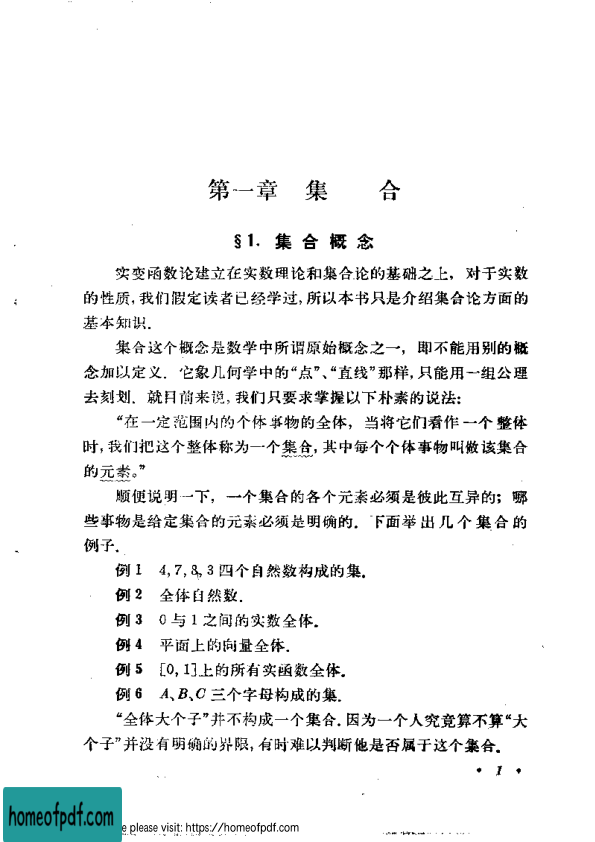 第一章 集 合
§1. 集合概念
实变函数论建立在实数理论和集合论的基础之上，对于实数
的性质，我们假定读者已经学过，所以本书只是介绍集合论方面的
基本知识．
集合这个概念是数学中所谓原始概念之一，即不能用别的概
念加以定义．它象几何学中的“点”、“直线”那样，只能用一组公理
去刻划．就目前来说，我们只要求掌握以下朴素的说法：
“在一定范围内的个体事物的全体，当将它们看作一个整体
时，我们把这个整体称为一个集合，其中每个个体事物叫做该集合
的元素。”
顺便说明一下，一个集合的各个元素必须是彼此互异的；哪
些事物是给定集合的元素必须是明确的．下面举出几个集合的
例子．
例1 4,7,8,3四个自然数构成的集．
例2 全体自然数．
例3 0与1之间的实数全体．
例4 平面上的向量全体．
例5 [0,1]上的所有实函数全体．
例6 A、B、C三个字母构成的集．
“全体大个子”并不构成一个集合．因为一个人究竟算不算“大
个子”并没有明确的界限，有时难以判断他是否属于这个集合．
• 1 •
homeofpdf.com
please visit: https://homeofpdf.com